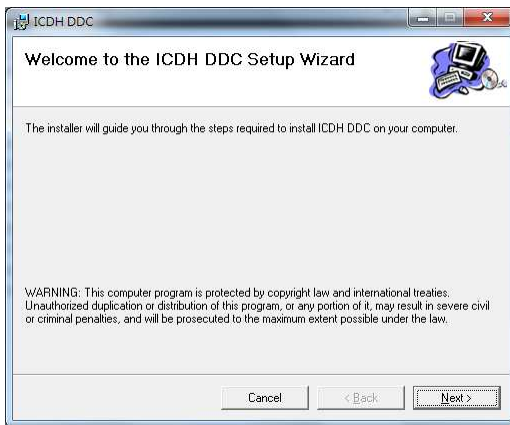 ICDH DDC
Welcome to the ICDH DDC Setup Wizard
The installer will guide you through the steps required to install ICDH DDC on your computer.
WARNING: This computer program is protected by copyright law and international treaties.
Unauthorized duplication or distribution of this program, or any portion of it, may result in severe civil
or criminal penalties, and will be prosecuted to the maximum extent possible under the law.
Cancel
< Back
Next >